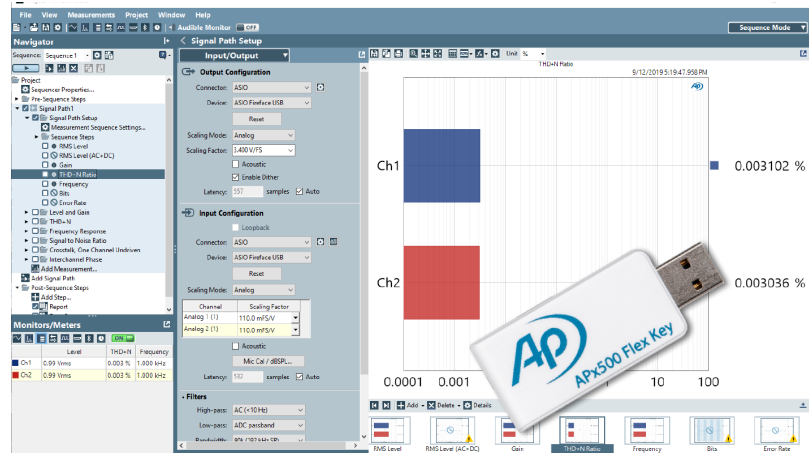 File View Measurements Project Window Help
Audible Monitor OFF
Sequence Mode
Navigator
Signal Path Setup
Sequence: Sequence 1
Input/Output
Unit %
Project
Sequencer Properties...
Pre-Sequence Steps
Signal Path1
Signal Path Setup
Measurement Sequence Settings...
Sequence Steps
RMS Level
RMS Level (AC+DC)
Gain
THD+N Ratio
Frequency
Bits
Error Rate
Level and Gain
THD+N
Frequency Response
Signal to Noise Ratio
Crosstalk, One Channel Undriven
Interchannel Phase
Add Measurement...
Add Signal Path
Post-Sequence Steps
Add Step...
Report
Monitors/Meters
ON
Level THD+N Frequency
Ch1 0.99 Vrms 0.003 % 1.000 kHz
Ch2 0.99 Vrms 0.003 % 1.000 kHz
Output Configuration
Connector: ASIO
Device: ASIO Fireface USB
Reset
Scaling Mode: Analog
Scaling Factor: 3.400 V/FS
Acoustic
Enable Dither
Latency: 557 samples Auto
Input Configuration
Loopback
Connector: ASIO
Device: ASIO Fireface USB
Reset
Scaling Mode: Analog
Channel Scaling Factor
Analog 1 (1) 110.0 mFS/V
Analog 2 (1) 110.0 mFS/V
Acoustic
Mic Cal / dBSPL...
Latency: samples Auto
Filters
High-pass: AC (<10 Hz)
Low-pass: ADC passband
Bandwidth: 90k (192 kHz SR)
THD+N Ratio
9/12/2019 5:19:47.958 PM
AP
Ch1
0.003102 %
Ch2
0.003036 %
0.0001 0.001 10 100
AP
APx500 Flex Key
Add Delete Details
RMS Level RMS Level (AC+DC) Gain THD+N Ratio Frequency Bits Error Rate